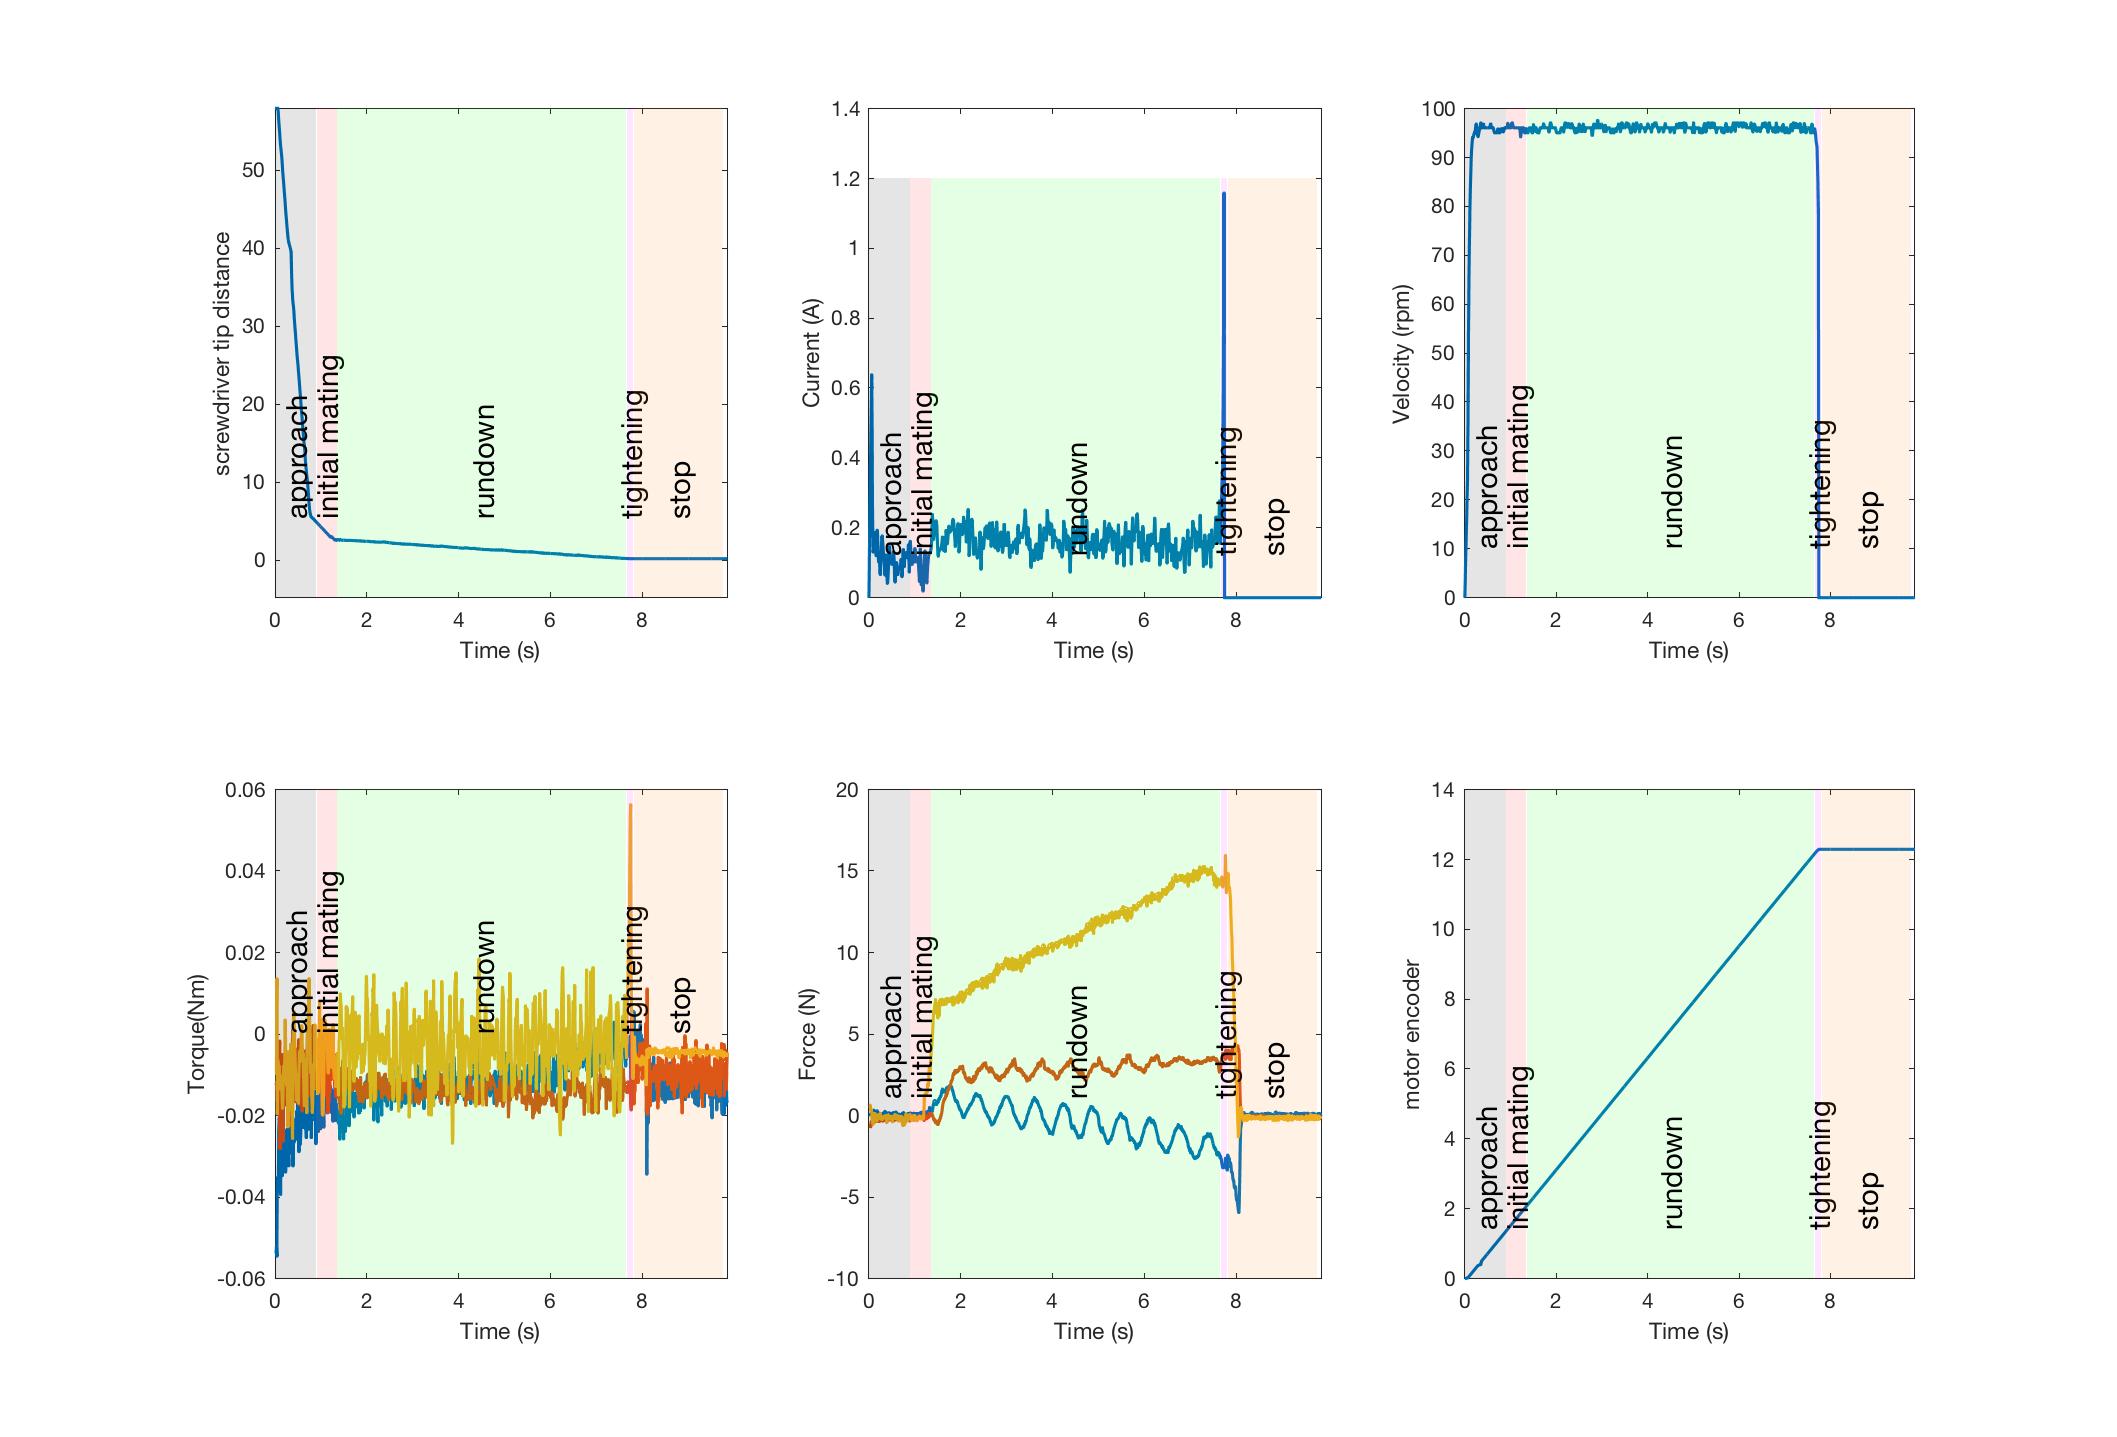 50
40
30
20
10
0
screwdriver tip distance
approach
initial mating
rundown
tightening
stop
0 2 4 6 8
Time (s)
1.4
1.2
1
0.8
0.6
0.4
0.2
0
Current (A)
approach
initial mating
rundown
tightening
stop
0 2 4 6 8
Time (s)
100
90
80
70
60
50
40
30
20
10
0
Velocity (rpm)
approach
initial mating
rundown
tightening
stop
0 2 4 6 8
Time (s)
0.06
0.04
0.02
0
-0.02
-0.04
-0.06
Torque(Nm)
approach
initial mating
rundown
tightening
stop
0 2 4 6 8
Time (s)
20
15
10
5
0
-5
-10
Force (N)
approach
initial mating
rundown
tightening
stop
0 2 4 6 8
Time (s)
14
12
10
8
6
4
2
0
motor encoder
approach
initial mating
rundown
tightening
stop
0 2 4 6 8
Time (s)